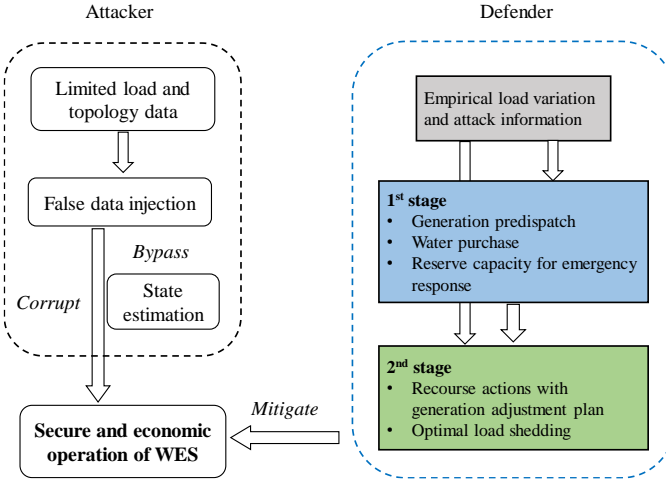 Attacker
Limited load and
topology data
False data injection
Bypass
State
estimation
Corrupt
Secure and economic
operation of WES
Mitigate
Defender
Empirical load variation
and attack information
1st stage
• Generation predispatch
• Water purchase
• Reserve capacity for emergency
response
2nd stage
• Recourse actions with
generation adjustment plan
• Optimal load shedding